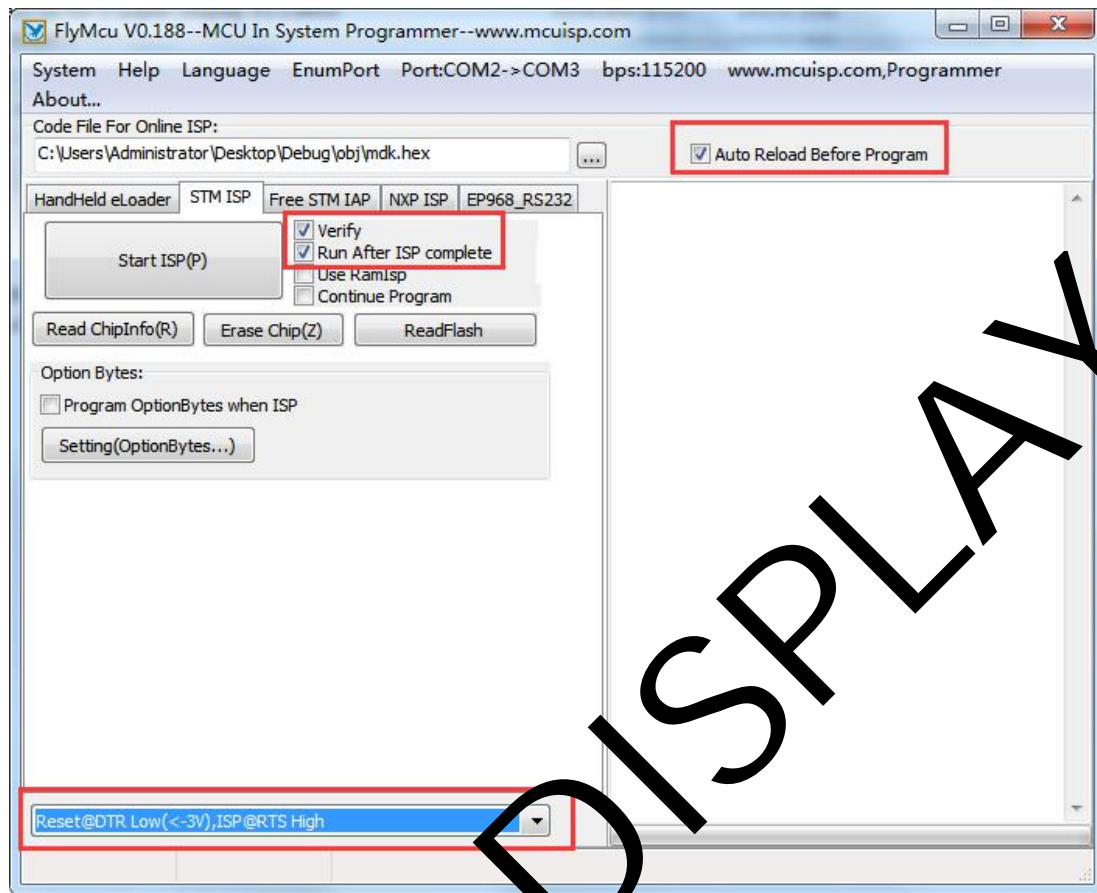 FlyMcu V0.188--MCU In System Programmer--www.mcuisp.com
System Help Language EnumPort Port:COM2->COM3 bps:115200 www.mcuisp.com,Programmer
About...
Code File For Online ISP:
C:\Users\Administrator\Desktop\Debug\obj\mdk.hex ... Auto Reload Before Program
HandHeld eLoader STM ISP Free STM IAP NXP ISP EP968_RS232
Start ISP(P)
Verify
Run After ISP complete
Use RamIsp
Continue Program
Read ChipInfo(R) Erase Chip(Z) ReadFlash
Option Bytes:
Program OptionBytes when ISP
Setting(OptionBytes...)
Reset@DTR Low(<-3V),ISP@RTS High
DISPLAY